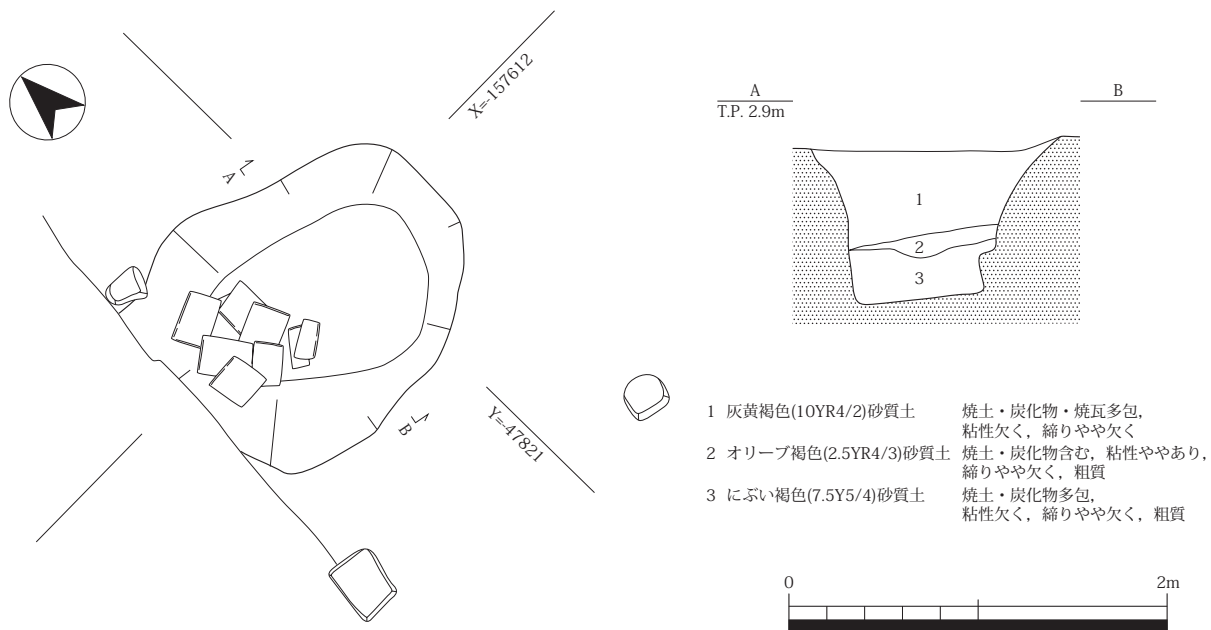 X=-157612
A
B
Y=-47821
A
B
T.P. 2.9m
1
2
3
1 灰黄褐色(10YR4/2)砂質土 焼土・炭化物・焼瓦多包,
粘性欠く, 締りやや欠く
2 オリーブ褐色(2.5YR4/3)砂質土 焼土・炭化物含む, 粘性ややあり,
締りやや欠く, 粗質
3 にぶい褐色(7.5Y5/4)砂質土 焼土・炭化物多包,
粘性欠く, 締りやや欠く, 粗質
0 2m